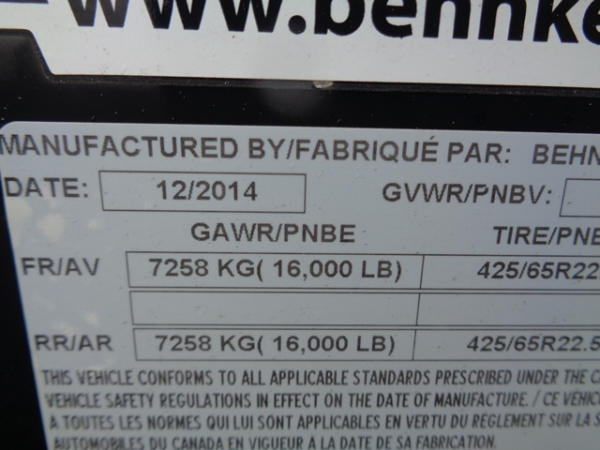 www.behnke
MANUFACTURED BY/FABRIQUÉ PAR: BEHN
DATE: 12/2014 GVWR/PNBV:
GAWR/PNBE TIRE/PNE
FR/AV 7258 KG( 16,000 LB) 425/65R22
RR/AR 7258 KG( 16,000 LB) 425/65R22.5
THIS VEHICLE CONFORMS TO ALL APPLICABLE STANDARDS PRESCRIBED UNDER THE C
VEHICLE SAFETY REGULATIONS IN EFFECT ON THE DATE OF MANUFACTURE. / CE VÉHIC
A TOUTES LES NORMES QUI LUI SONT APPLICABLES EN VERTU DU RÈGLEMENT SUR LA S
AUTOMOBILES DU CANADA EN VIGUEUR À LA DATE DE SA FABRICATION.